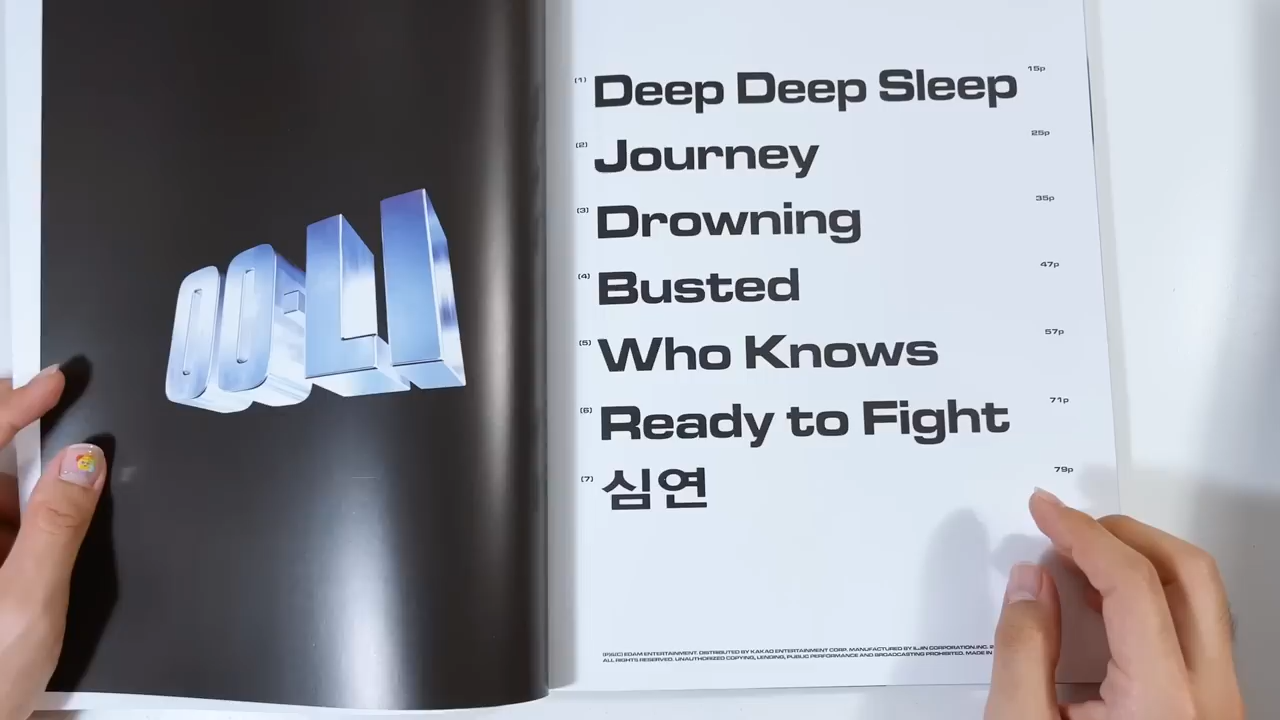 OO-LI
(1) Deep Deep Sleep 15p
(2) Journey 25p
(3) Drowning 35p
(4) Busted 47p
(5) Who Knows 57p
(6) Ready to Fight 71p
(7) 심연 79p
(P)&(C) EDAM ENTERTAINMENT. DISTRIBUTED BY KAKAO ENTERTAINMENT CORP. MANUFACTURED BY ILJIN CORPORATION.INC.
ALL RIGHTS RESERVED. UNAUTHORIZED COPYING, LENDING, PUBLIC PERFORMANCE AND BROADCASTING PROHIBITED. MADE IN